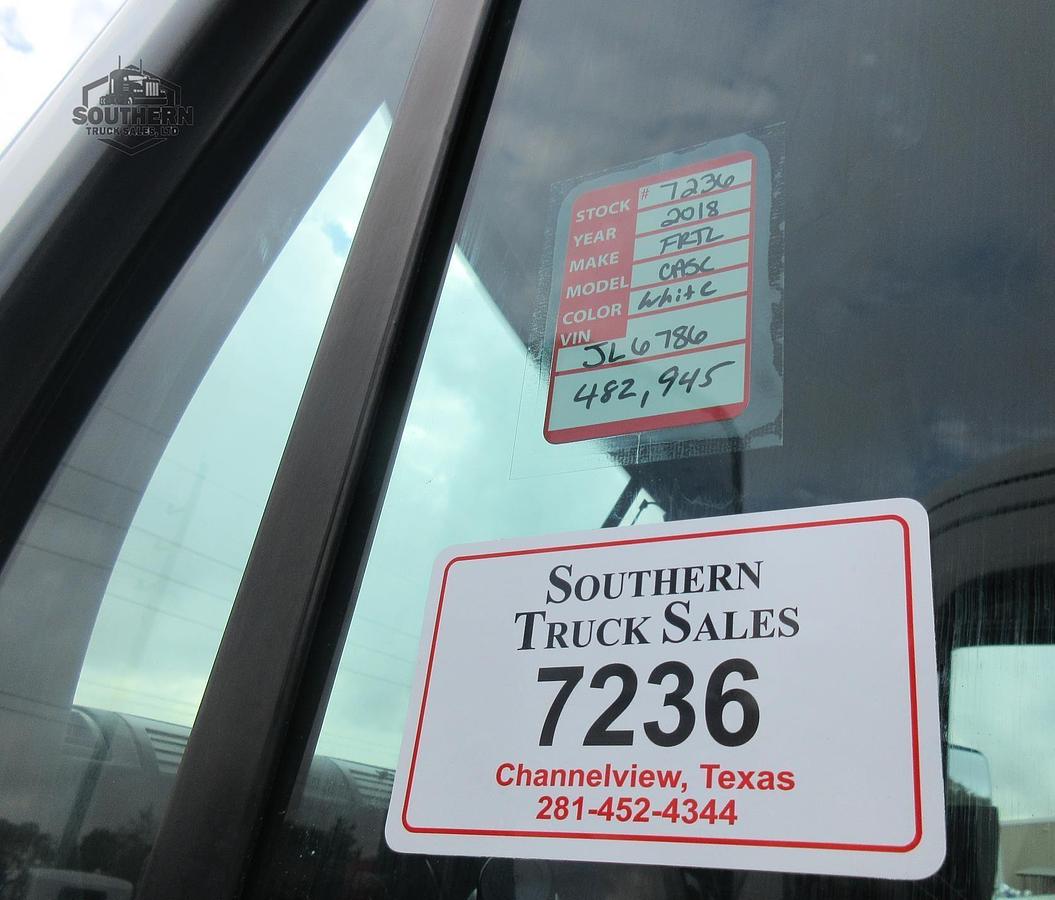 SOUTHERN
TRUCK SALES, LTD
STOCK # 7236
YEAR 2018
MAKE FRTL
MODEL CASC
COLOR White
VIN
JL6786
482,945
SOUTHERN
TRUCK SALES
7236
Channelview, Texas
281-452-4344